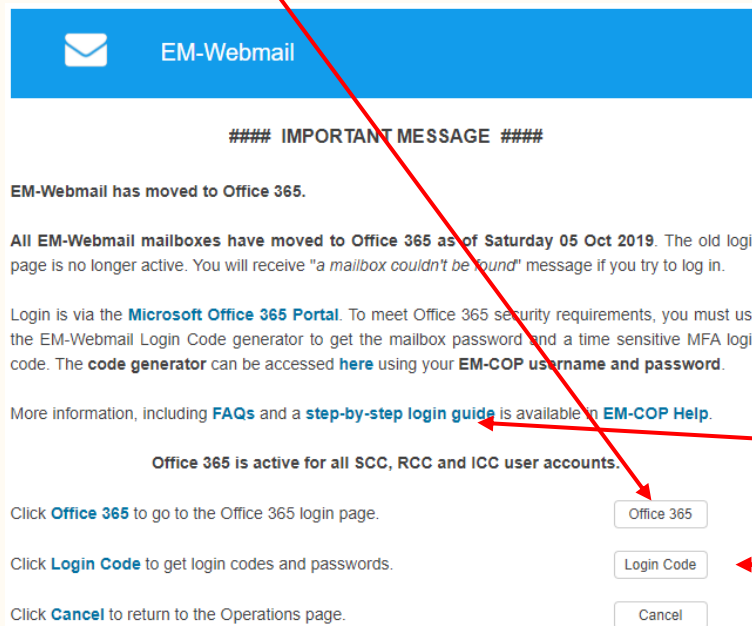 EM-Webmail
#### IMPORTANT MESSAGE ####
EM-Webmail has moved to Office 365.
All EM-Webmail mailboxes have moved to Office 365 as of Saturday 05 Oct 2019. The old logi
page is no longer active. You will receive "a mailbox couldn't be found" message if you try to log in.
Login is via the Microsoft Office 365 Portal. To meet Office 365 security requirements, you must us
the EM-Webmail Login Code generator to get the mailbox password and a time sensitive MFA logi
code. The code generator can be accessed here using your EM-COP username and password.
More information, including FAQs and a step-by-step login guide is available in EM-COP Help.
Office 365 is active for all SCC, RCC and ICC user accounts.
Click Office 365 to go to the Office 365 login page. Office 365
Click Login Code to get login codes and passwords. Login Code
Click Cancel to return to the Operations page. Cancel